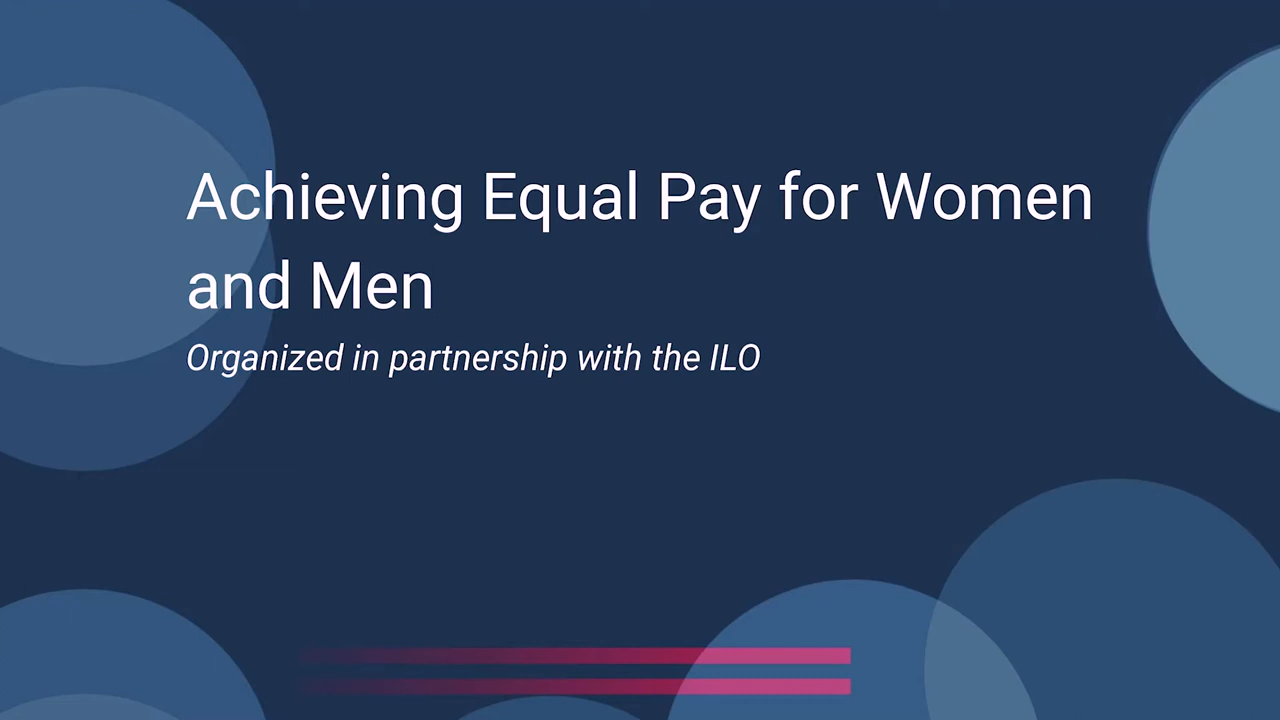 Achieving Equal Pay for Women
and Men
Organized in partnership with the ILO